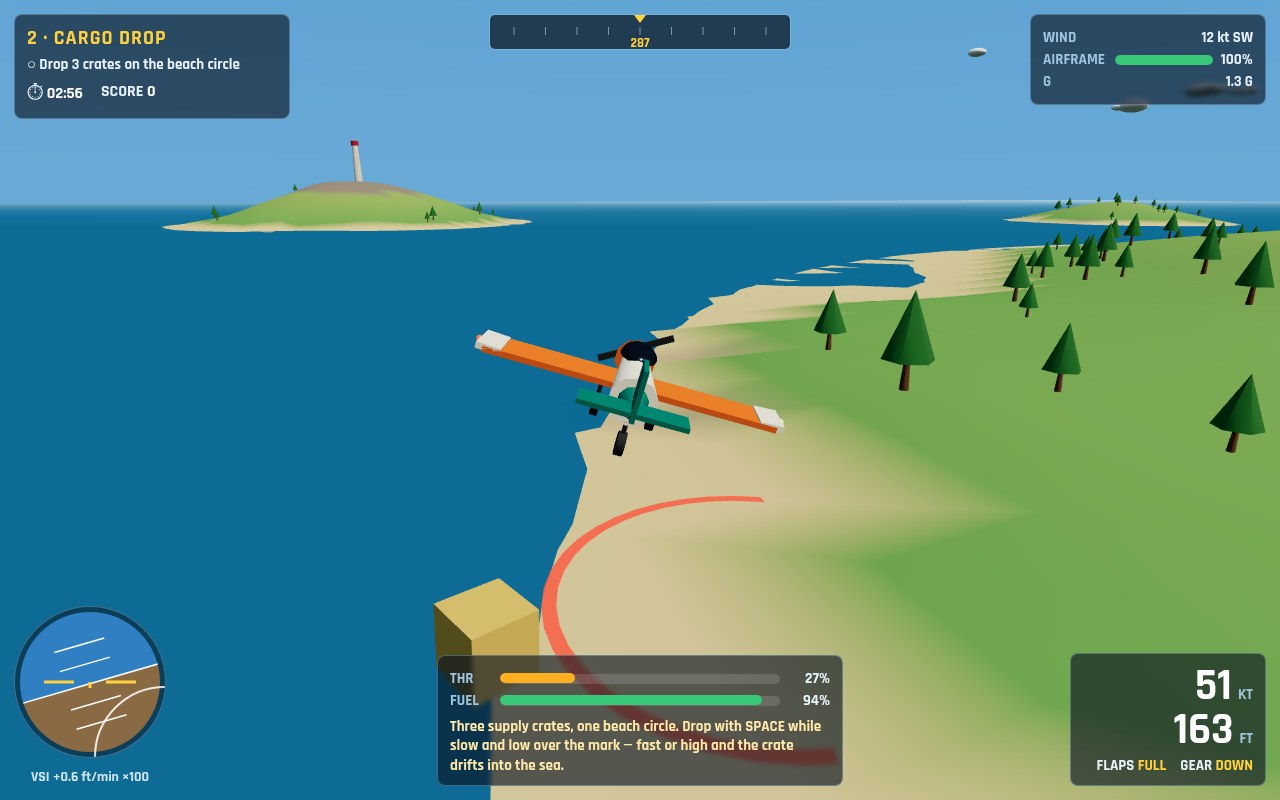 2 · CARGO DROP
○ Drop 3 crates on the beach circle
02:56 SCORE 0
287
WIND 12 kt SW
AIRFRAME 100%
G 1.3 G
VSI +0.6 ft/min ×100
THR 27%
FUEL 94%
Three supply crates, one beach circle. Drop with SPACE while
slow and low over the mark – fast or high and the crate
drifts into the sea.
51 KT
163 FT
FLAPS FULL GEAR DOWN